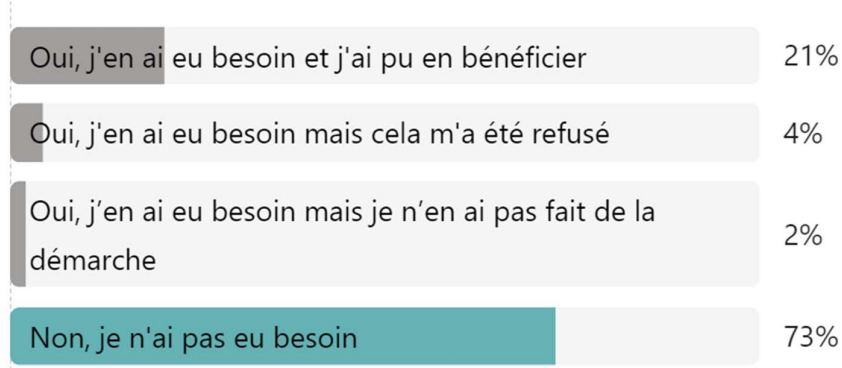 Oui, j'en ai eu besoin et j'ai pu en bénéficier 21%
Oui, j'en ai eu besoin mais cela m'a été refusé 4%
Oui, j’en ai eu besoin mais je n’en ai pas fait de la
démarche 2%
Non, je n'ai pas eu besoin 73%